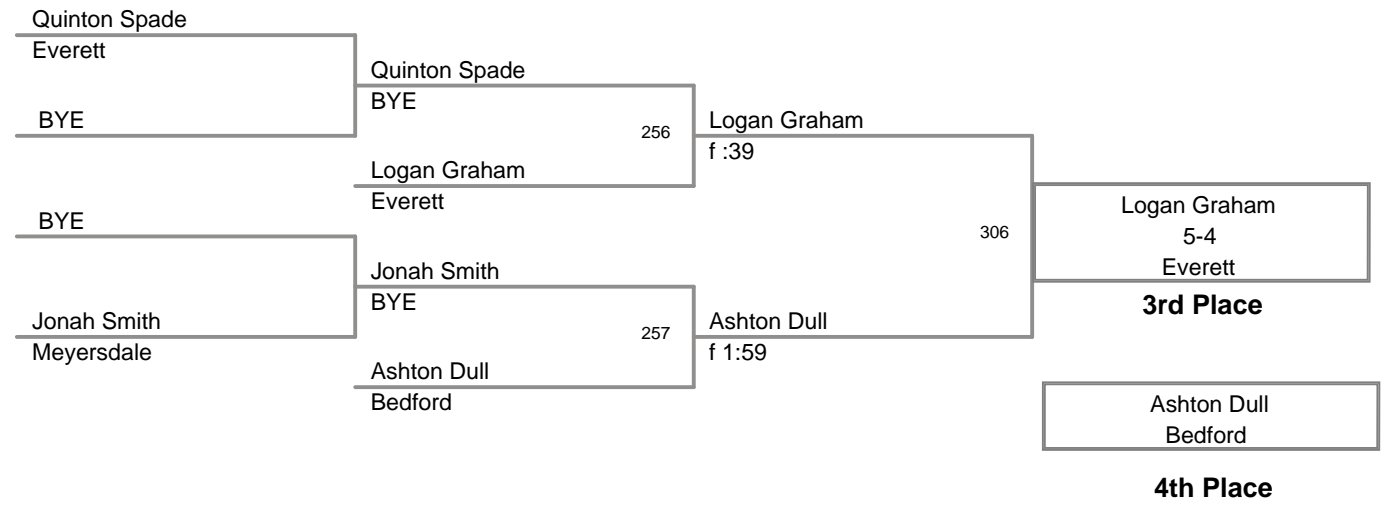 Quinton Spade
Everett
BYE
BYE
Jonah Smith
Meyersdale
Quinton Spade
BYE
256
Logan Graham
Everett
Jonah Smith
BYE
257
Ashton Dull
Bedford
Logan Graham
f :39
306
Ashton Dull
f 1:59
Logan Graham
5-4
Everett
3rd Place
Ashton Dull
Bedford
4th Place